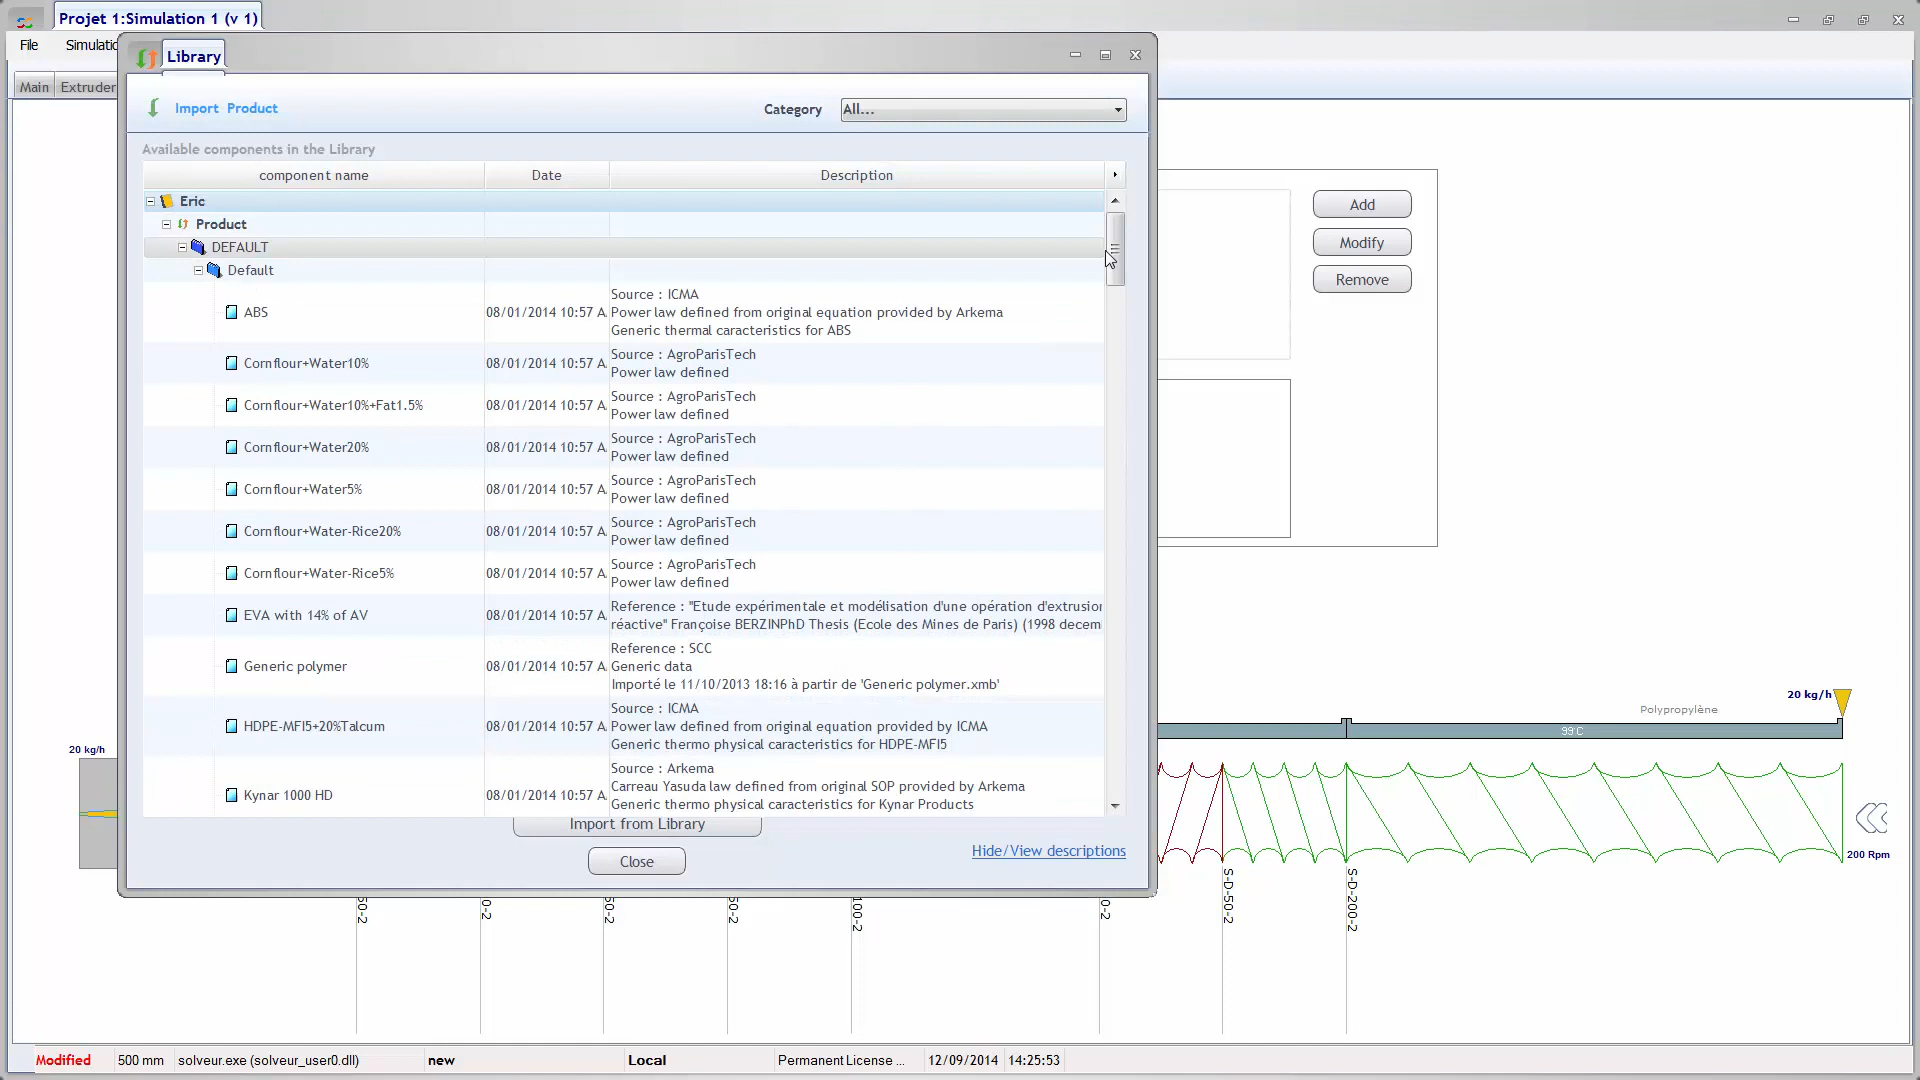 Projet 1:Simulation 1 (v 1)
File
Main
Extruder
Library
Import Product
Category
All...
Available components in the Library
component name
Date
Description
Eric
Product
DEFAULT
Default
ABS
08/01/2014 10:57 A
Source : ICMA
Power law defined from original equation provided by Arkema
Generic thermal caracteristics for ABS
Cornflour+Water10%
08/01/2014 10:57 A
Source : AgroParisTech
Power law defined
Cornflour+Water10%+Fat1.5%
08/01/2014 10:57 A
Source : AgroParisTech
Power law defined
Cornflour+Water20%
08/01/2014 10:57 A
Source : AgroParisTech
Power law defined
Cornflour+Water5%
08/01/2014 10:57 A
Source : AgroParisTech
Power law defined
Cornflour+Water-Rice20%
08/01/2014 10:57 A
Source : AgroParisTech
Power law defined
Cornflour+Water-Rice5%
08/01/2014 10:57 A
Source : AgroParisTech
Power law defined
EVA with 14% of AV
08/01/2014 10:57 A
Reference : "Etude expérimentale et modélisation d'une opération d'extrusion
réactive" Françoise BERZINPhD Thesis (Ecole des Mines de Paris) (1998 decem
Generic polymer
08/01/2014 10:57 A
Reference : SCC
Generic data
Importé le 11/10/2013 18:16 à partir de 'Generic polymer.xmb'
HDPE-MFI5+20%Talcum
08/01/2014 10:57 A
Source : ICMA
Power law defined from original equation provided by ICMA
Generic thermo physical caracteristics for HDPE-MFI5
Kynar 1000 HD
08/01/2014 10:57 A
Source : Arkema
Carreau Yasuda law defined from original SOP provided by Arkema
Generic thermo physical caracteristics for Kynar Products
Import from Library
Close
Hide/View descriptions
Add
Modify
Remove
20 kg/h
Polypropylène
99°C
20 kg/h
200 Rpm
50-2
0-2
50-2
50-2
100-2
0-2
S-D-50-2
S-D-200-2
Modified
500 mm
solveur.exe (solveur_user0.dll)
new
Local
Permanent License ...
12/09/2014
14:25:53